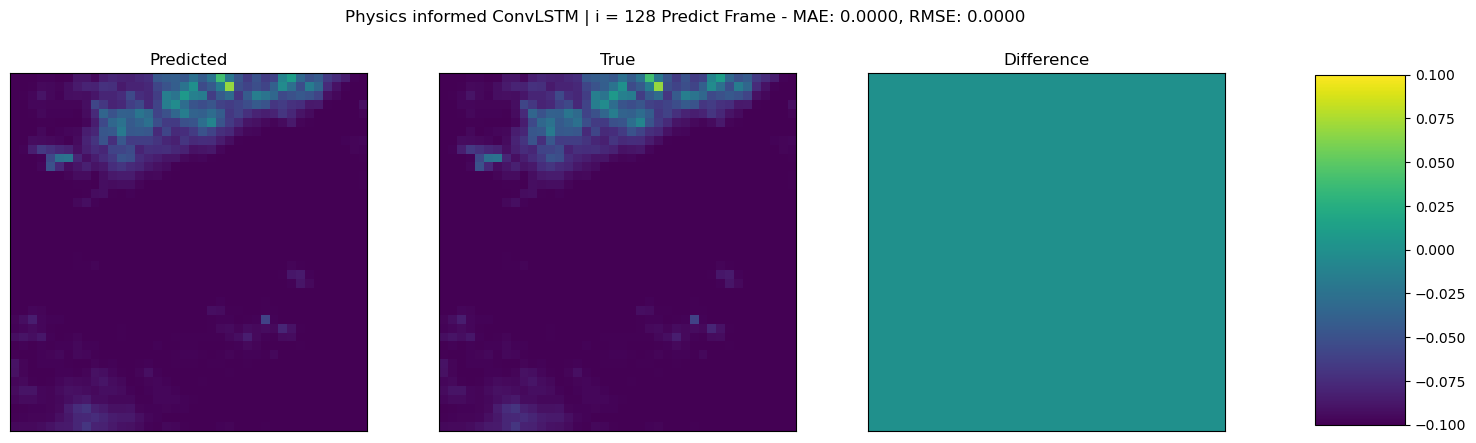 Physics informed ConvLSTM | i = 128 Predict Frame - MAE: 0.0000, RMSE: 0.0000
Predicted
True
Difference
0.100
0.075
0.050
0.025
0.000
−0.025
−0.050
−0.075
−0.100